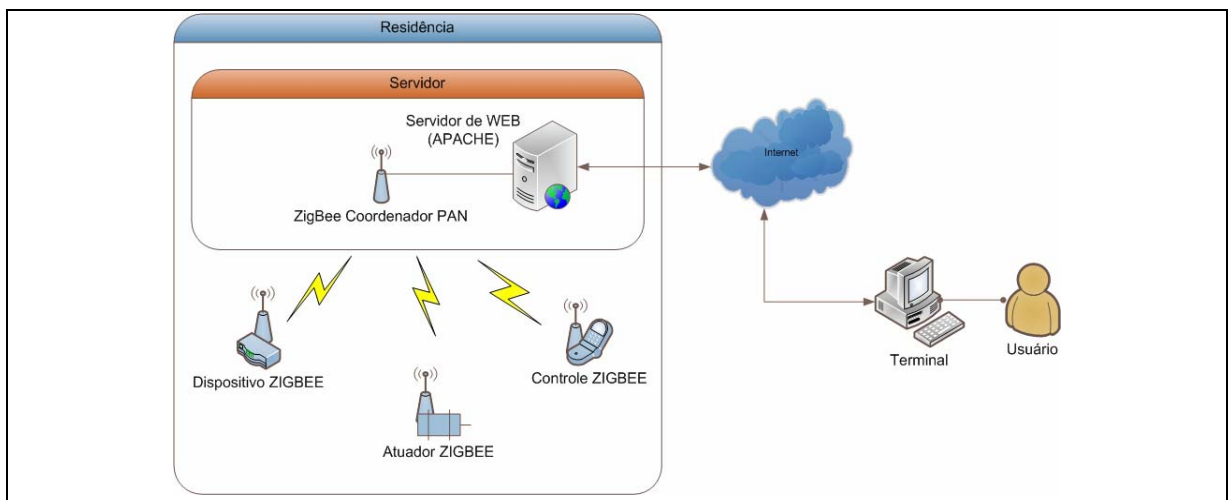 Residência
Servidor
Servidor de WEB
(APACHE)
ZigBee Coordenador PAN
Internet
Dispositivo ZIGBEE
Controle ZIGBEE
Atuador ZIGBEE
Terminal
Usuário